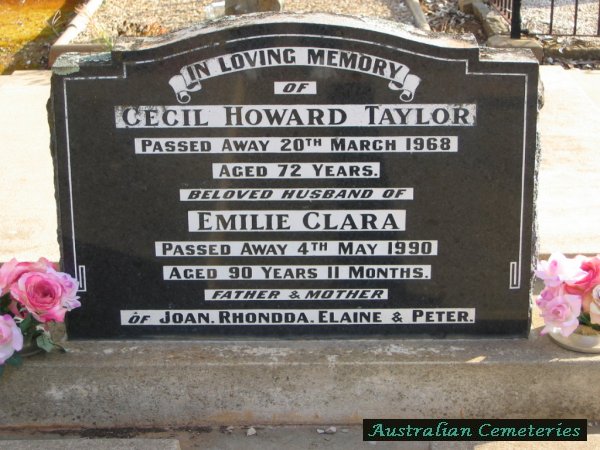 IN LOVING MEMORY
OF
CECIL HOWARD TAYLOR
PASSED AWAY 20TH MARCH 1968
AGED 72 YEARS.
BELOVED HUSBAND OF
EMILIE CLARA
PASSED AWAY 4TH MAY 1990
AGED 90 YEARS 11 MONTHS.
FATHER & MOTHER
OF JOAN. RHONDDA. ELAINE & PETER.
Australian Cemeteries